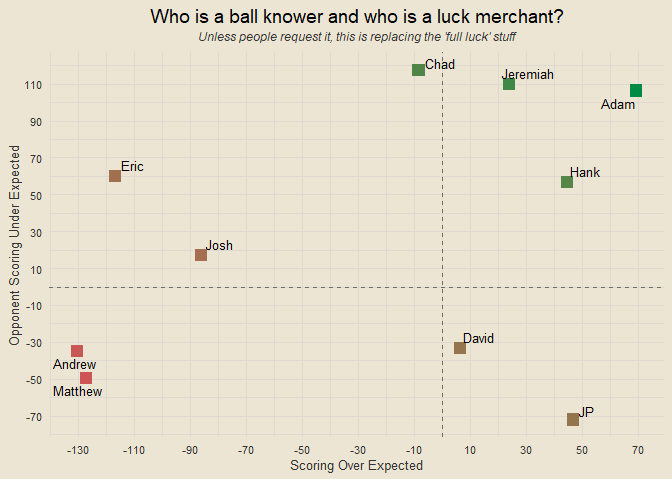 Who is a ball knower and who is a luck merchant?
Unless people request it, this is replacing the 'full luck' stuff
Chad
Jeremiah
Adam
Eric
Hank
Josh
David
Andrew
Matthew
JP
110
90
70
50
30
10
-10
-30
-50
-70
Opponent Scoring Under Expected
-130 -110 -90 -70 -50 -30 -10 10 30 50 70
Scoring Over Expected